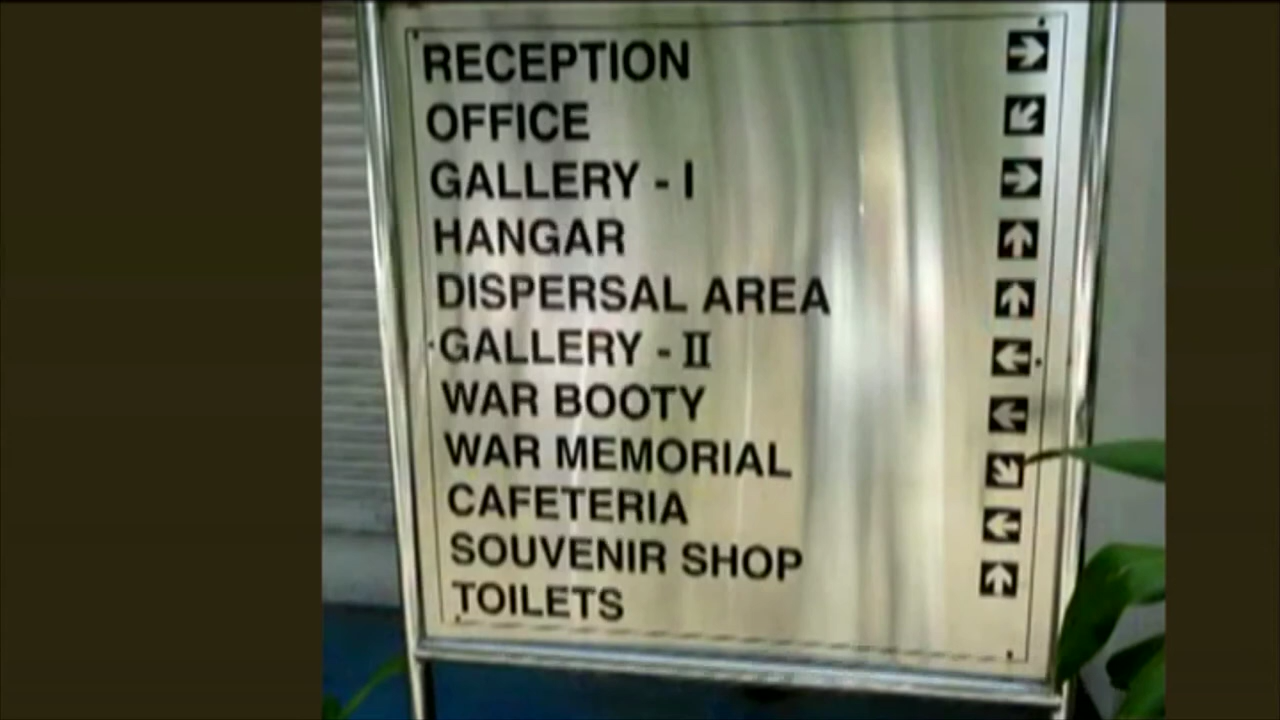 RECEPTION
OFFICE
GALLERY - I
HANGAR
DISPERSAL AREA
GALLERY - II
WAR BOOTY
WAR MEMORIAL
CAFETERIA
SOUVENIR SHOP
TOILETS